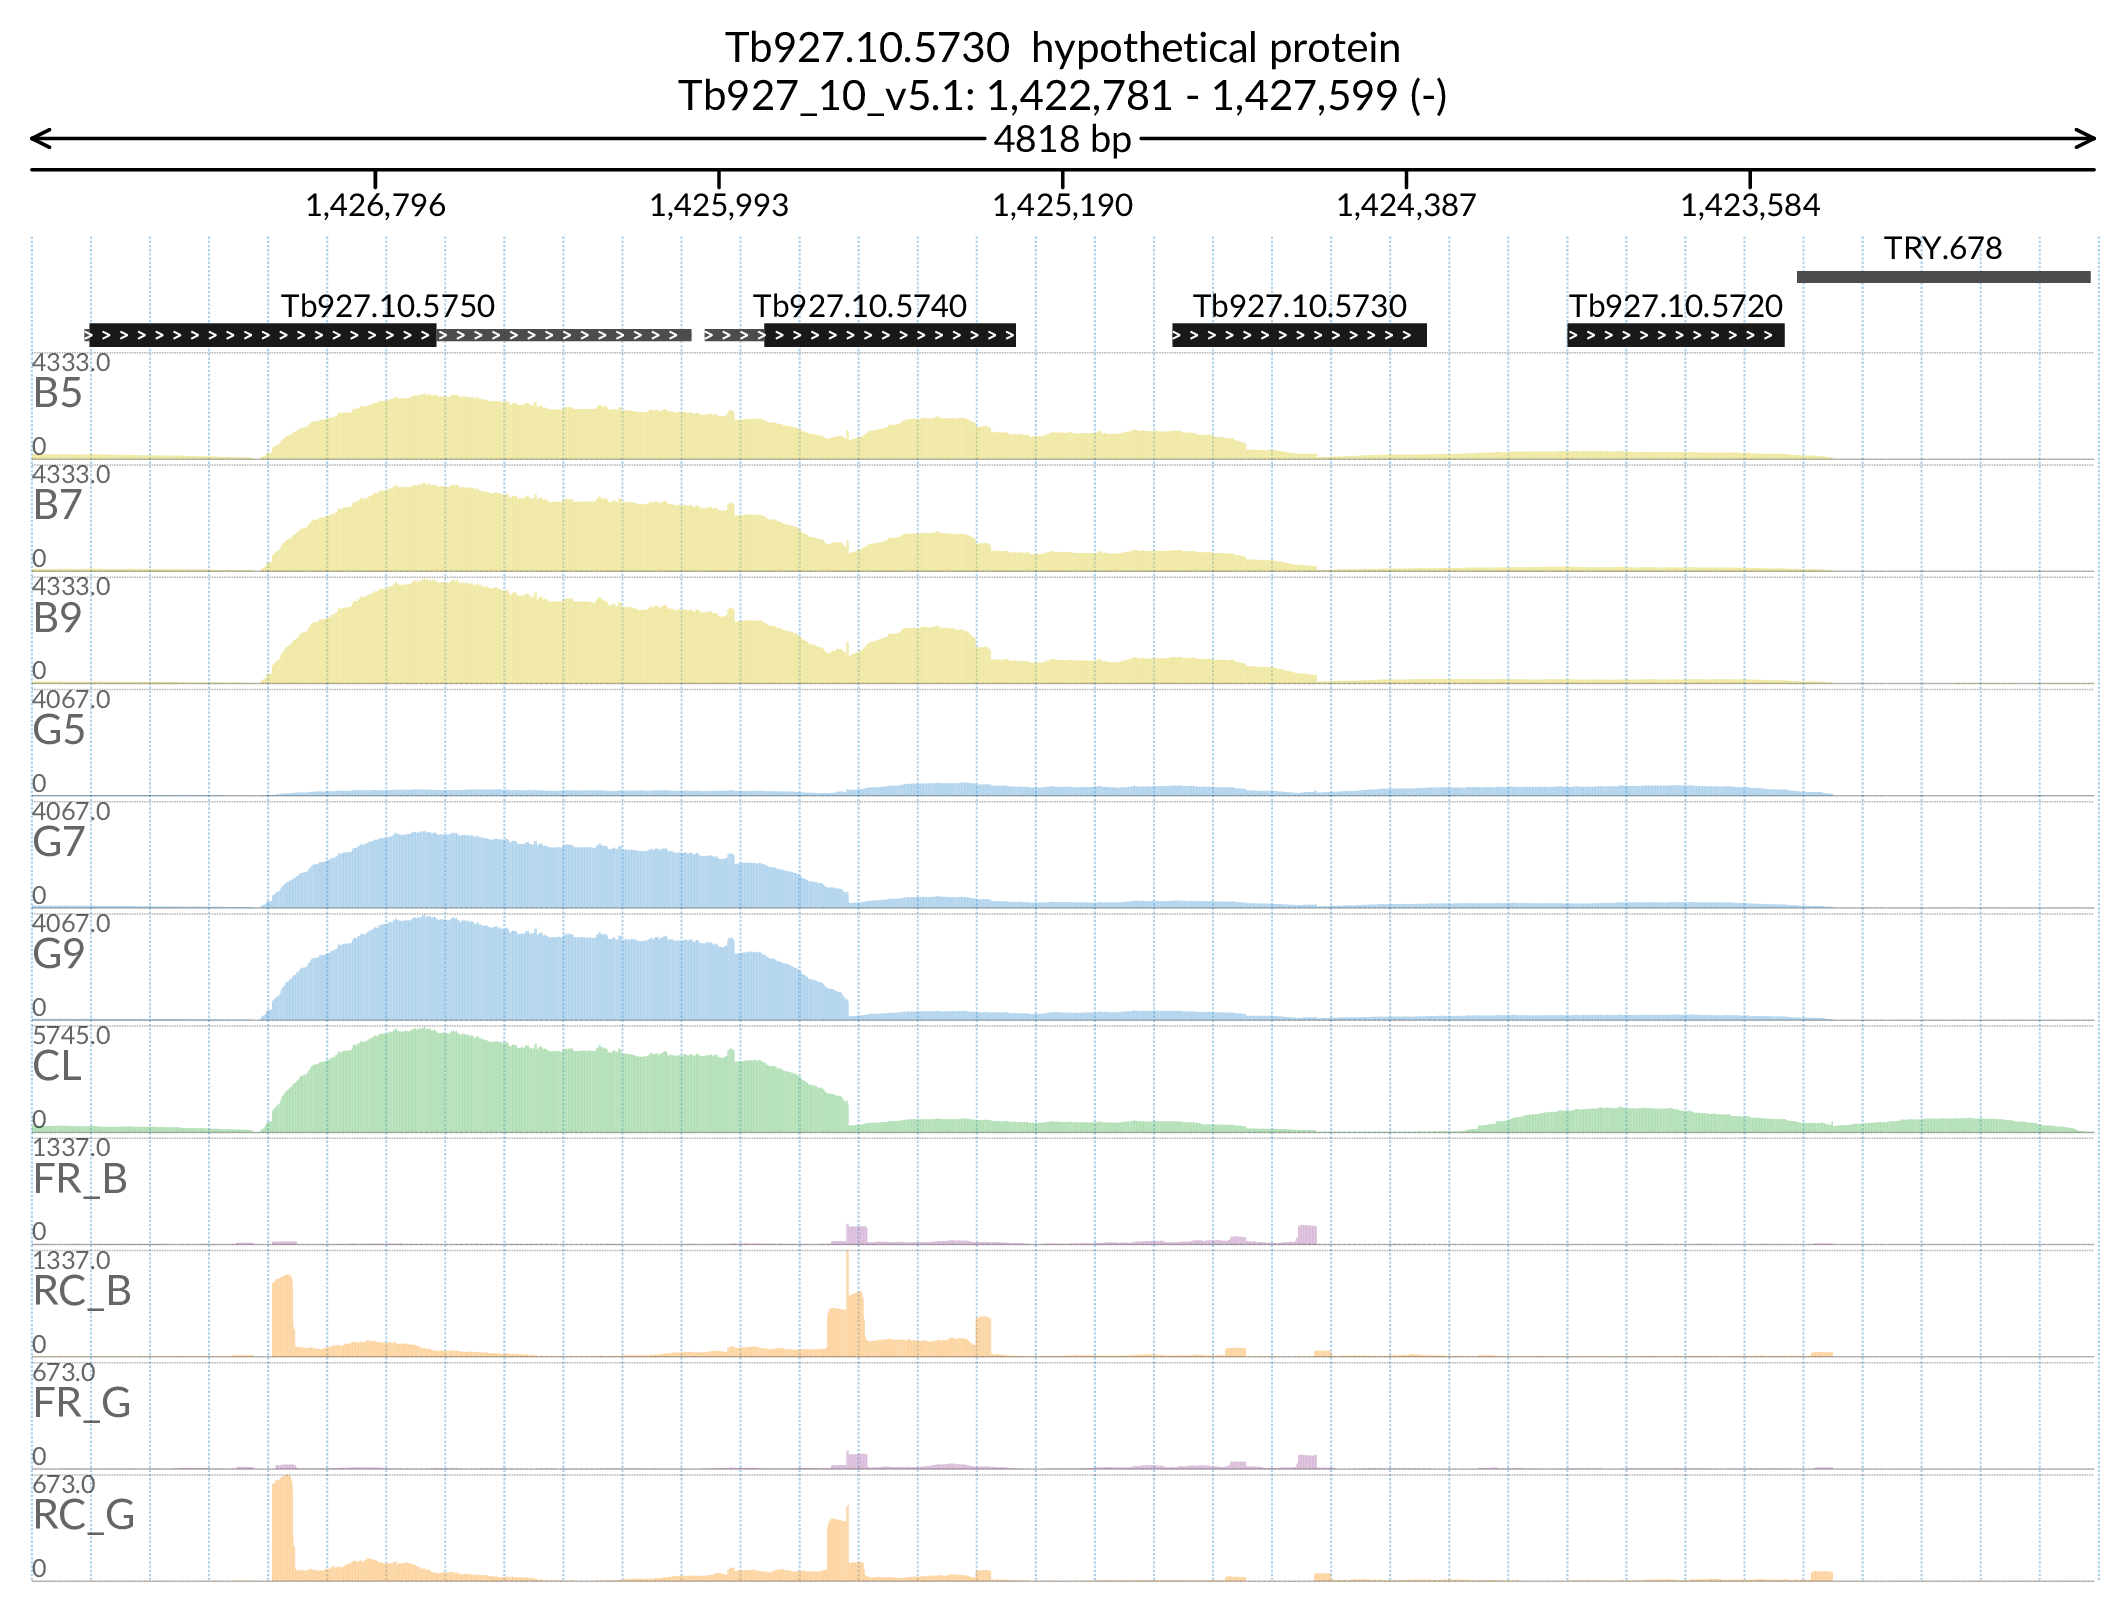 Tb927.10.5730  hypothetical protein
Tb927_10_v5.1: 1,422,781 - 1,427,599 (-)
4818 bp
1,426,796 1,425,993 1,425,190 1,424,387 1,423,584
TRY.678
Tb927.10.5750 Tb927.10.5740 Tb927.10.5730 Tb927.10.5720
4333.0
B5
0
4333.0
B7
0
4333.0
B9
0
4067.0
G5
0
4067.0
G7
0
4067.0
G9
0
5745.0
CL
0
1337.0
FR_B
0
1337.0
RC_B
0
673.0
FR_G
0
673.0
RC_G
0